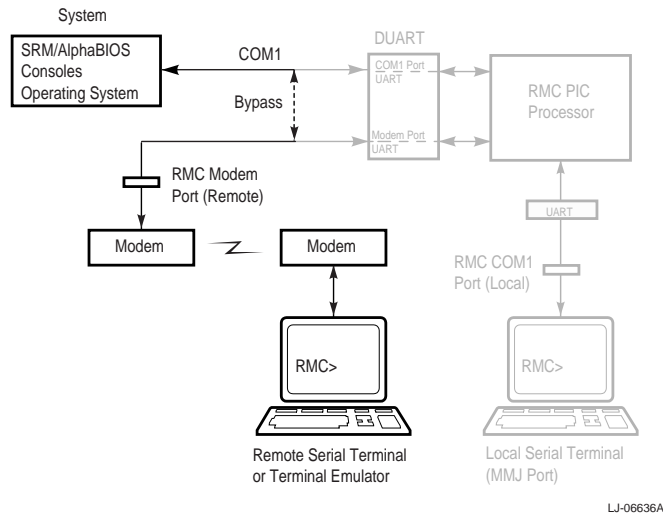 System
SRM/AlphaBIOS
Consoles
Operating System
COM1
Bypass
DUART
COM1 Port
UART
Modem Port
UART
RMC PIC
Processor
RMC Modem
Port (Remote)
Modem
Modem
UART
RMC COM1
Port (Local)
RMC>
RMC>
Remote Serial Terminal
or Terminal Emulator
Local Serial Terminal
(MMJ Port)
LJ-06636A